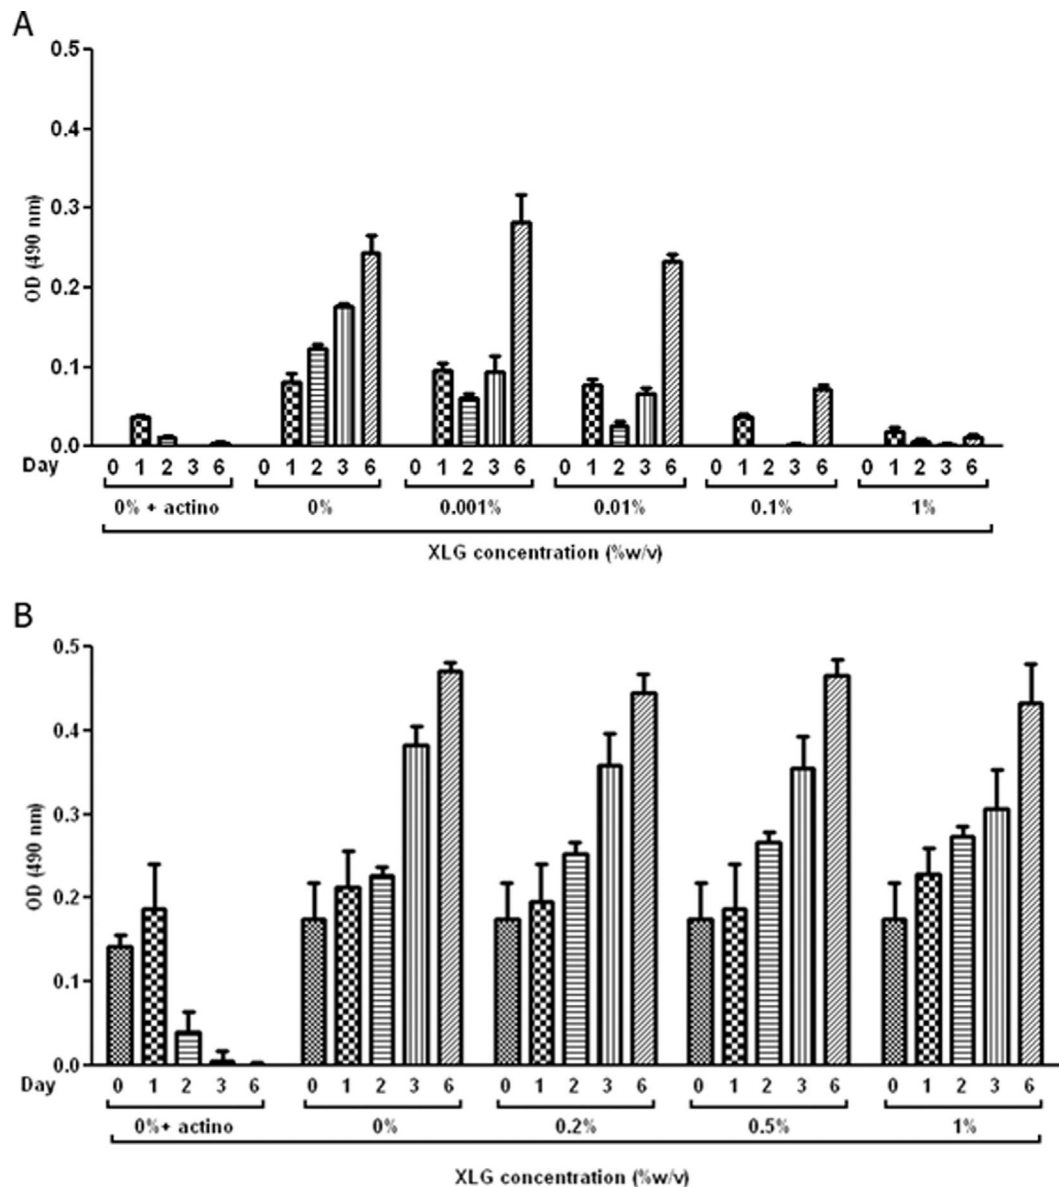 A
0.5
0.4
0.3
0.2
0.1
0.0
OD (490 nm)
Day 0 1 2 3 6 0 1 2 3 6 0 1 2 3 6 0 1 2 3 6 0 1 2 3 6 0 1 2 3 6
0% + actino 0% 0.001% 0.01% 0.1% 1%
XLG concentration (%w/v)
B
0.5
0.4
0.3
0.2
0.1
0.0
OD (490 nm)
Day 0 1 2 3 6 0 1 2 3 6 0 1 2 3 6 0 1 2 3 6 0 1 2 3 6
0%+ actino 0% 0.2% 0.5% 1%
XLG concentration (%w/v)